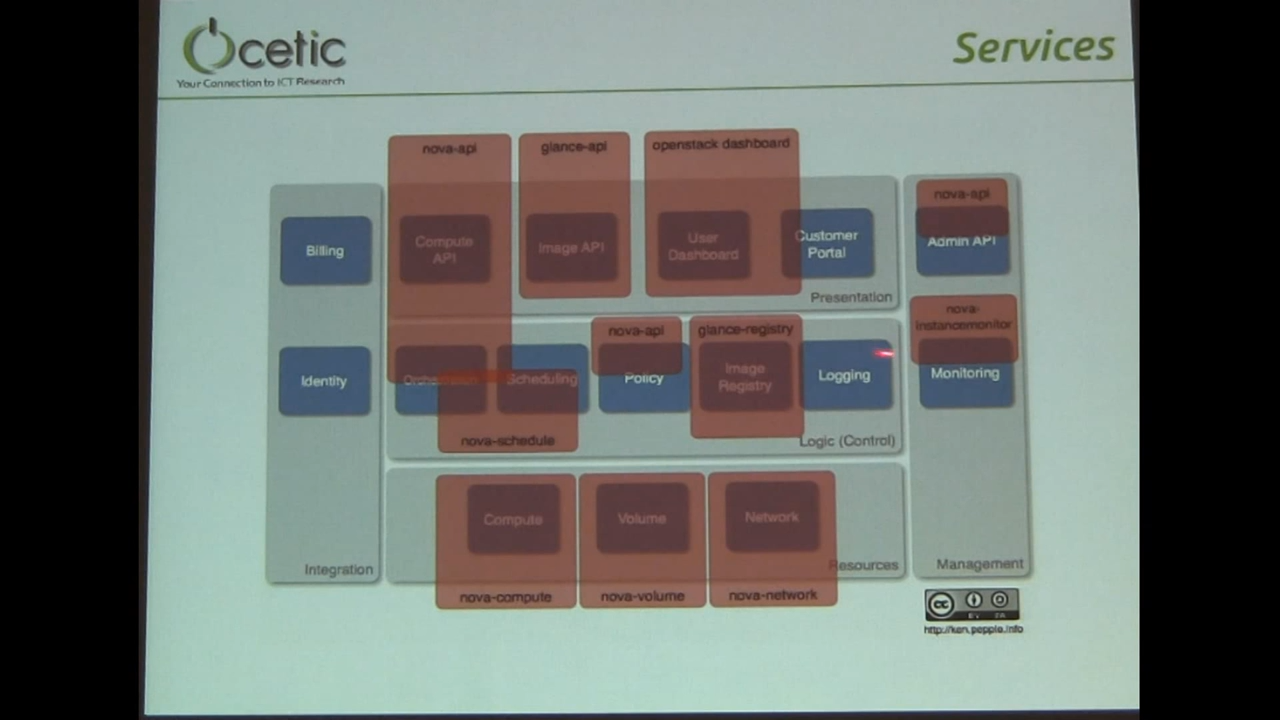 cetic
Your Connection to ICT Research
Services
nova-api
glance-api
openstack dashboard
nova-api
Billing
Compute
API
Image API
User
Dashboard
Customer
Portal
Admin API
Presentation
nova-
instancemonitor
nova-api
glance-registry
Identity
Scheduling
Policy
Image
Registry
Logging
Monitoring
nova-schedule
Logic (Control)
Compute
Volume
Network
Integration
Resources
Management
nova-compute
nova-volume
nova-network
cc
http://ken.pepple.info